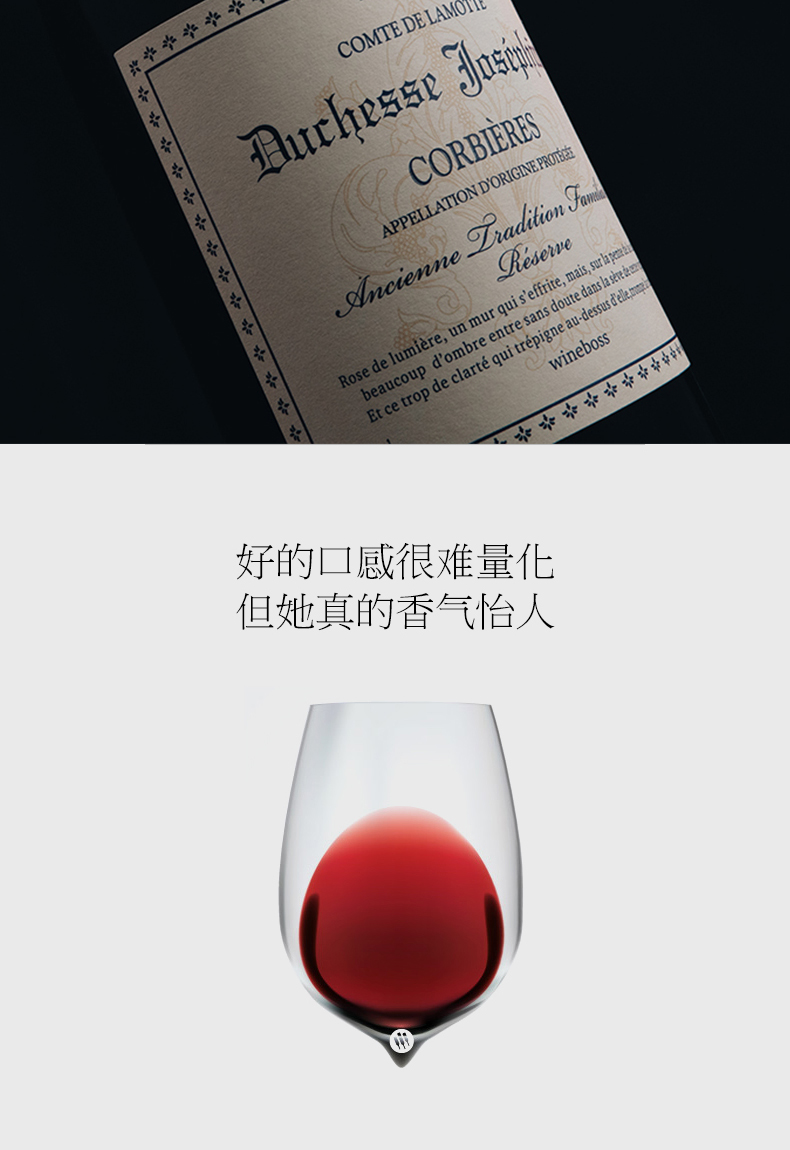 COMTE DE LAMOTTE
Duchesse
CORBIÈRES
APPELLATION D'ORIGINE PROTÉGÉE
Ancienne Tradition
Réserve
Rose de lumière, un mur qui s'effrite, mais, sur la pente
beaucoup d'ombre entre sans doute dans la sève de
Et ce trop de clarté qui trépigne au-dessus d'elle,
wineboss
好的口感很难量化
但她真的香气怡人